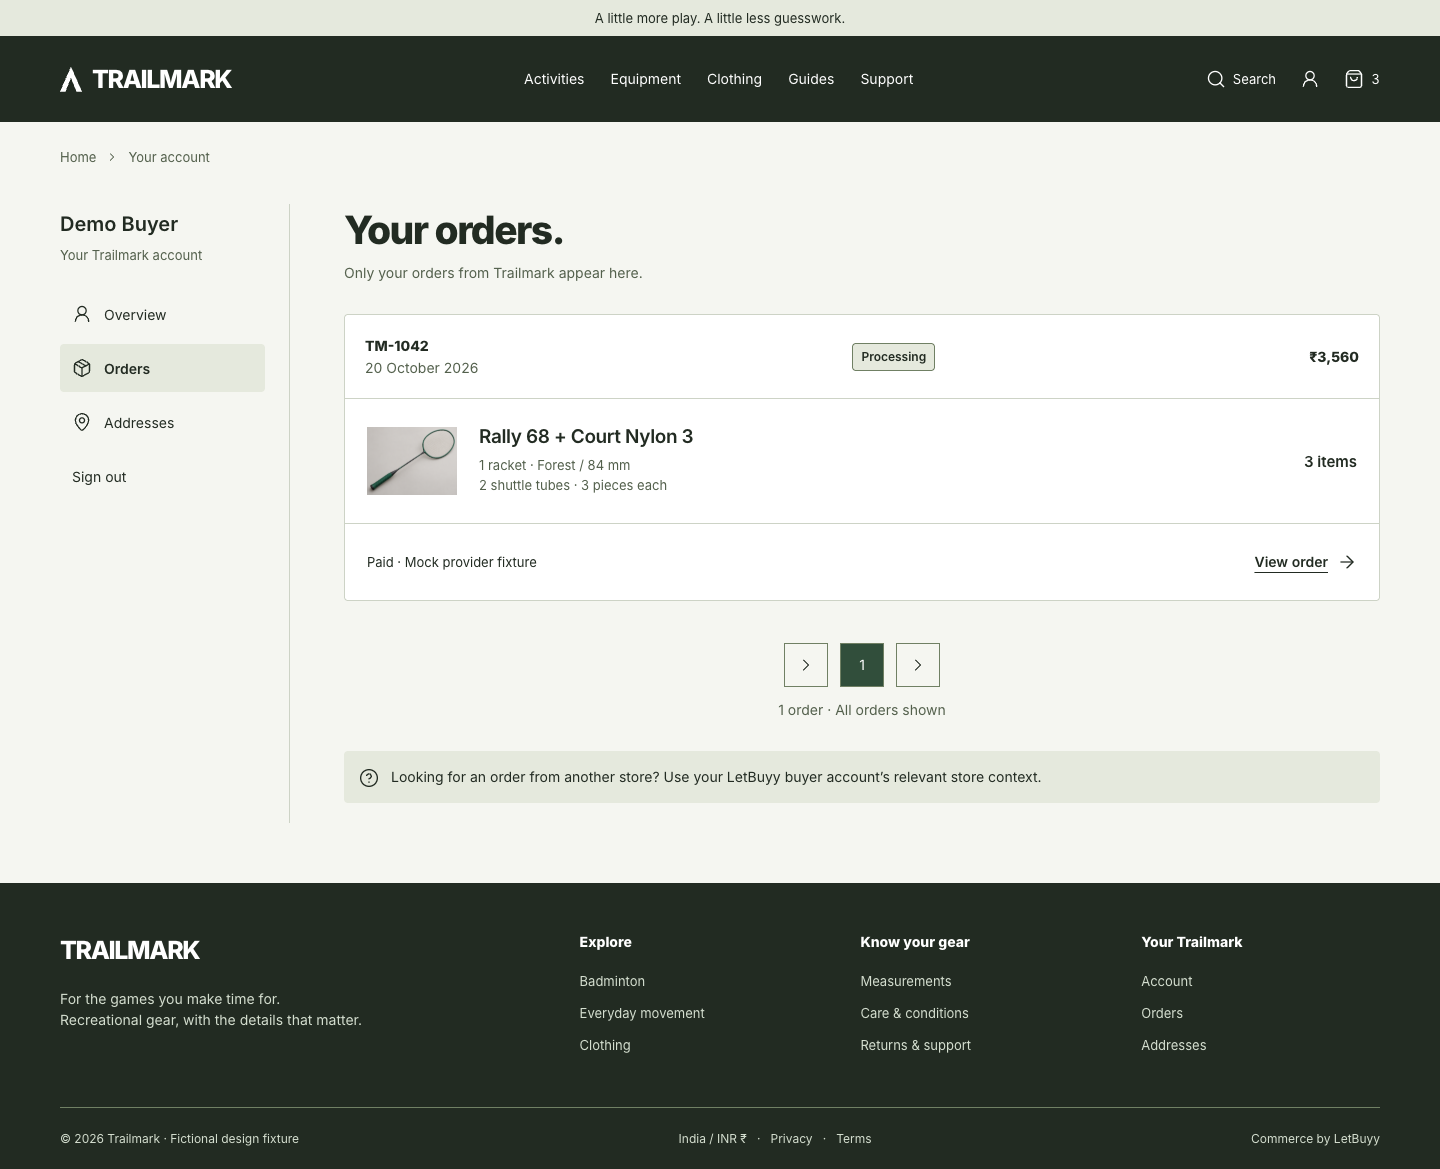 A little more play. A little less guesswork.
TRAILMARK
Activities Equipment Clothing Guides Support
Search 3
Home Your account
Demo Buyer
Your Trailmark account
Overview
Orders
Addresses
Sign out
Your orders.
Only your orders from Trailmark appear here.
TM-1042
20 October 2026
Processing
₹3,560
Rally 68 + Court Nylon 3
1 racket · Forest / 84 mm
2 shuttle tubes · 3 pieces each
3 items
Paid · Mock provider fixture
View order
1
1 order · All orders shown
Looking for an order from another store? Use your LetBuyy buyer account’s relevant store context.
TRAILMARK
For the games you make time for.
Recreational gear, with the details that matter.
Explore
Badminton
Everyday movement
Clothing
Know your gear
Measurements
Care & conditions
Returns & support
Your Trailmark
Account
Orders
Addresses
© 2026 Trailmark · Fictional design fixture
India / INR ₹ · Privacy · Terms
Commerce by LetBuyy